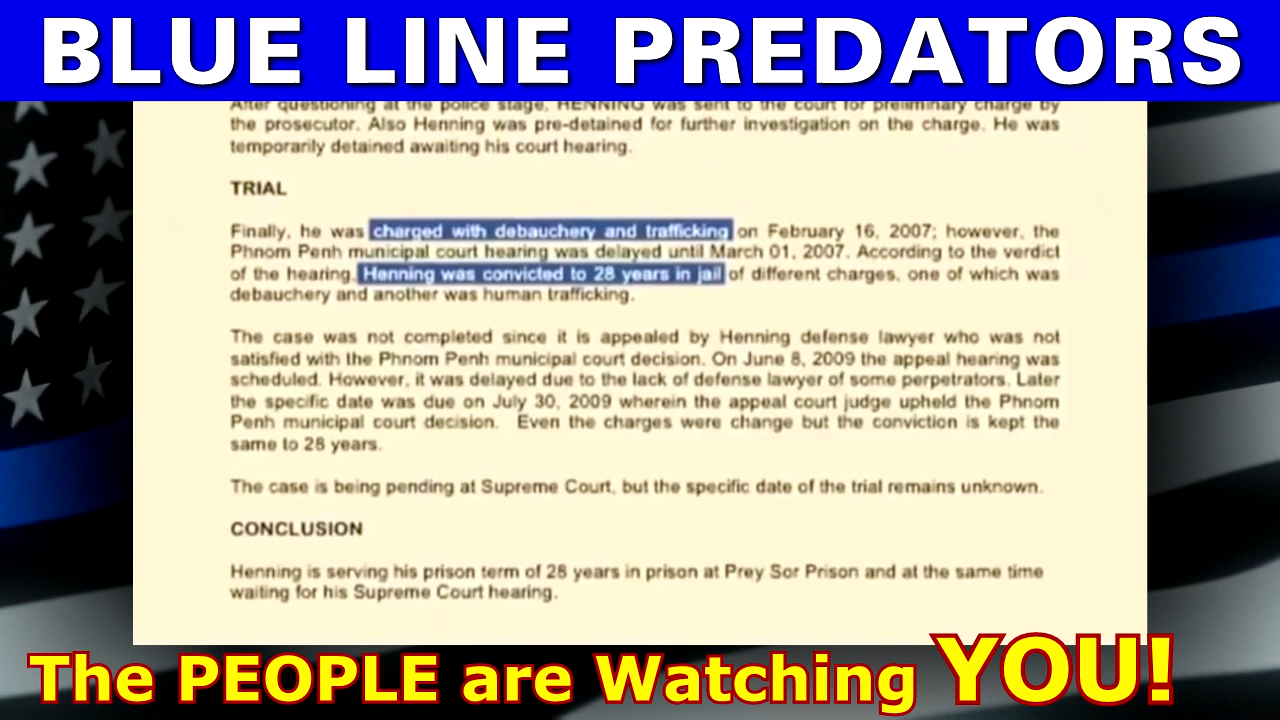 BLUE LINE PREDATORS
After questioning at the police stage, HENNING was sent to the court for preliminary charge by
the prosecutor. Also Henning was pre-detained for further investigation on the charge. He was
temporarily detained awaiting his court hearing.
TRIAL
Finally, he was charged with debauchery and trafficking on February 16, 2007; however, the
Phnom Penh municipal court hearing was delayed until March 01, 2007. According to the verdict
of the hearing, Henning was convicted to 28 years in jail of different charges, one of which was
debauchery and another was human trafficking.
The case was not completed since it is appealed by Henning defense lawyer who was not
satisfied with the Phnom Penh municipal court decision. On June 8, 2009 the appeal hearing was
scheduled. However, it was delayed due to the lack of defense lawyer of some perpetrators. Later
the specific date was due on July 30, 2009 wherein the appeal court judge upheld the Phnom
Penh municipal court decision. Even the charges were change but the conviction is kept the
same to 28 years.
The case is being pending at Supreme Court, but the specific date of the trial remains unknown.
CONCLUSION
Henning is serving his prison term of 28 years in prison at Prey Sor Prison and at the same time
waiting for his Supreme Court hearing.
The PEOPLE are Watching YOU!